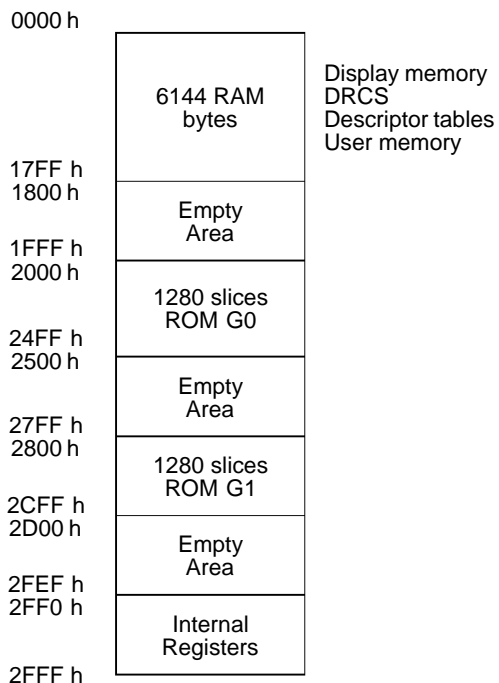 0000 h
6144 RAM
bytes
Display memory
DRCS
Descriptor tables
User memory
17FF h
1800 h
Empty
Area
1FFF h
2000 h
1280 slices
ROM G0
24FF h
2500 h
Empty
Area
27FF h
2800 h
1280 slices
ROM G1
2CFF h
2D00 h
Empty
Area
2FEF h
2FF0 h
Internal
Registers
2FFF h